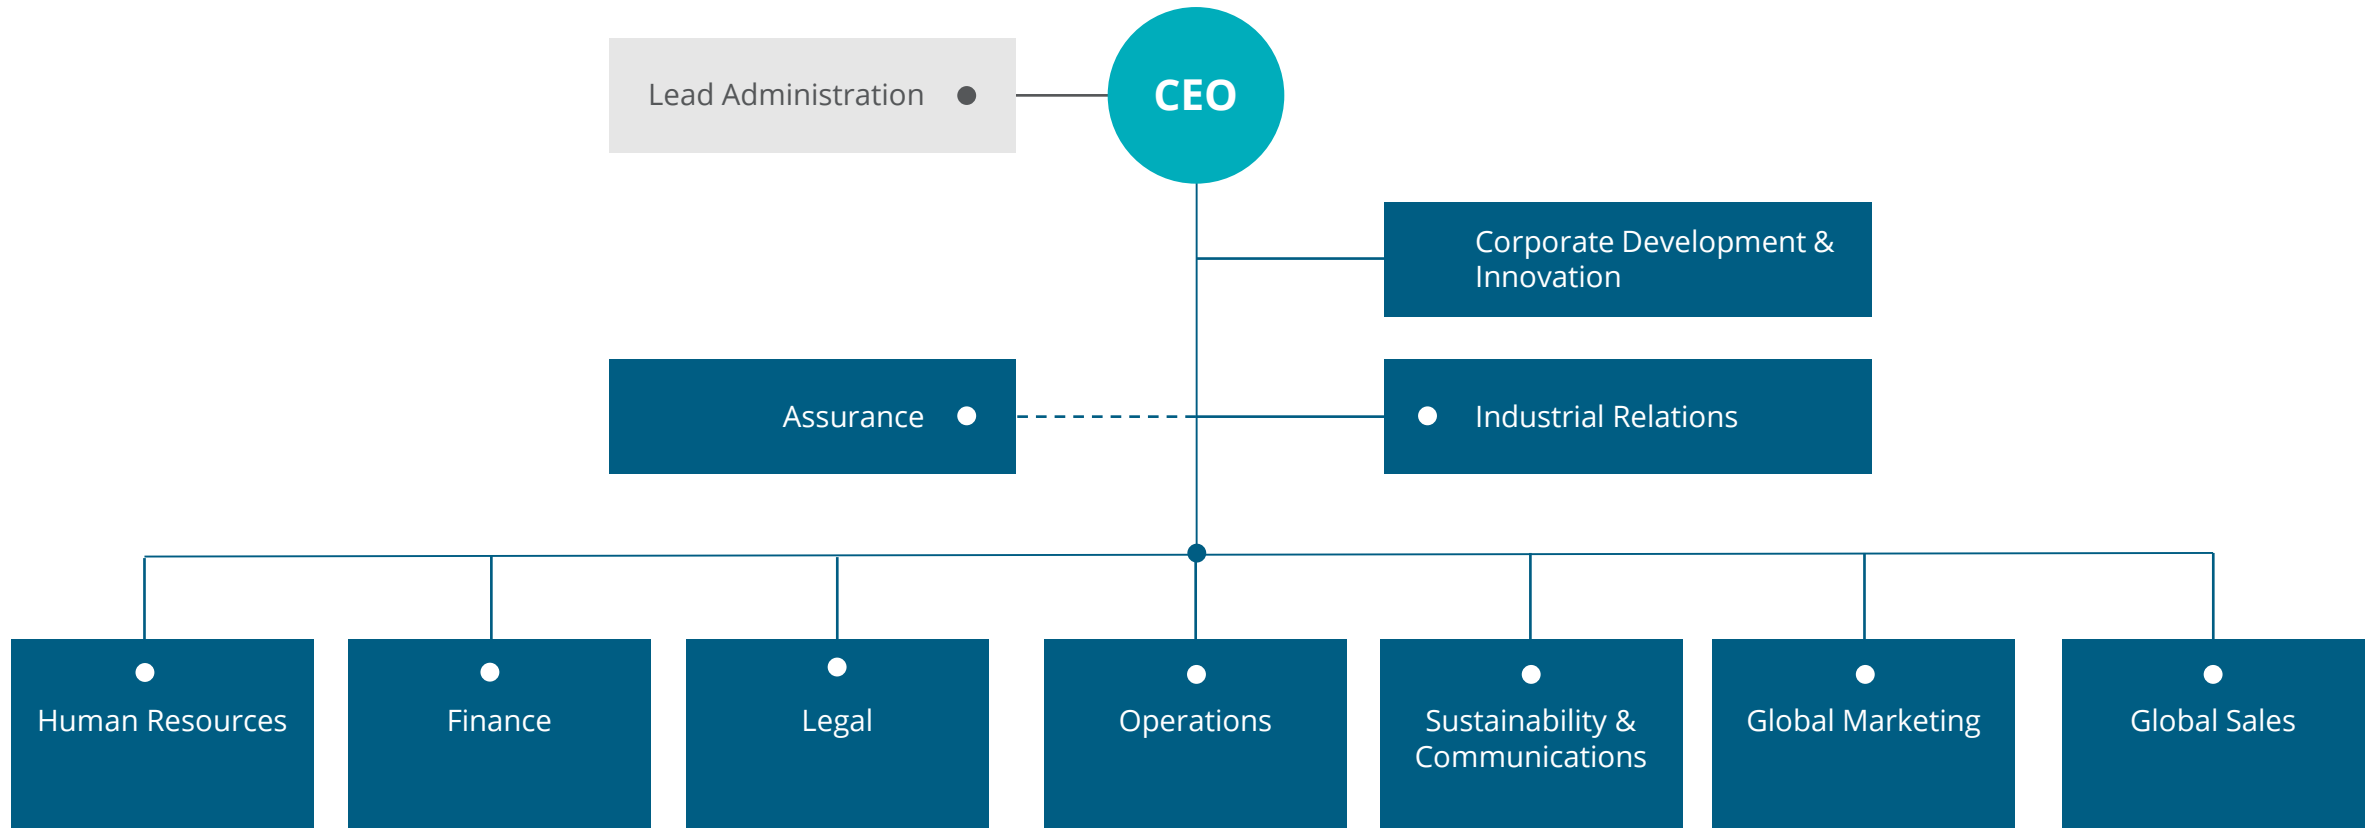 Lead Administration
CEO
Corporate Development &
Innovation
Assurance
Industrial Relations
Human Resources
Finance
Legal
Operations
Sustainability &
Communications
Global Marketing
Global Sales